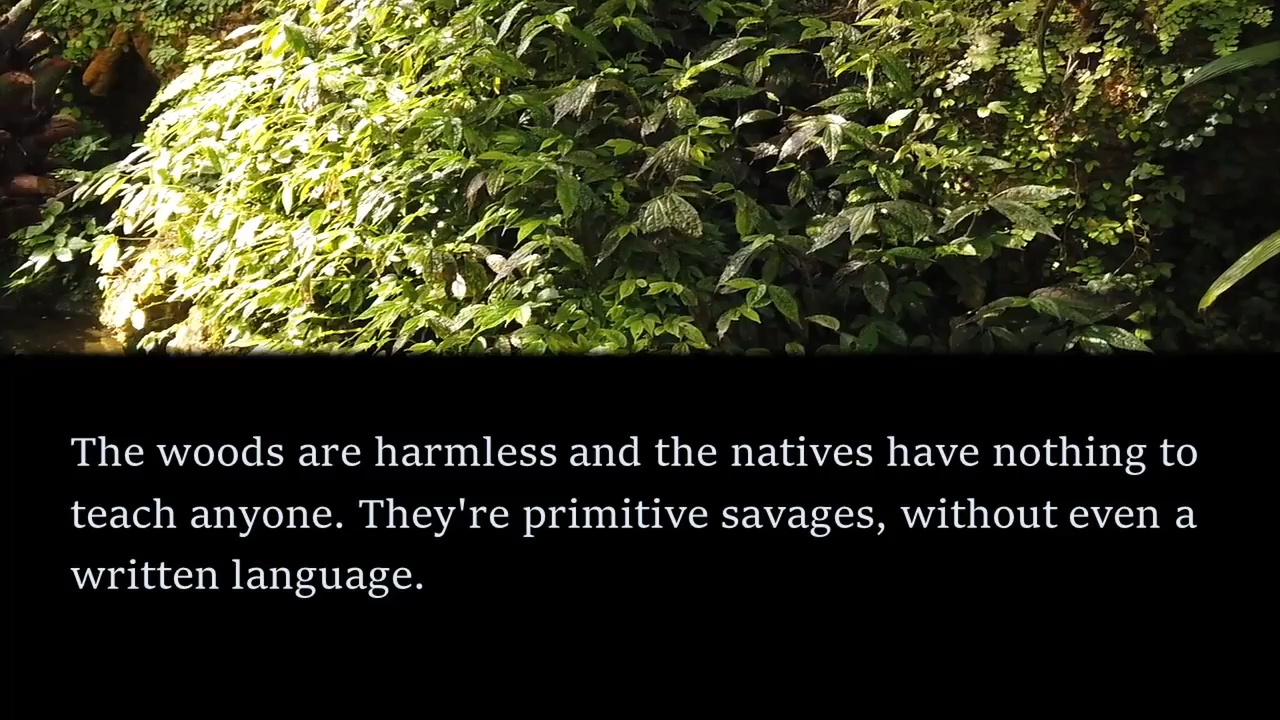 The woods are harmless and the natives have nothing to
teach anyone. They're primitive savages, without even a
written language.